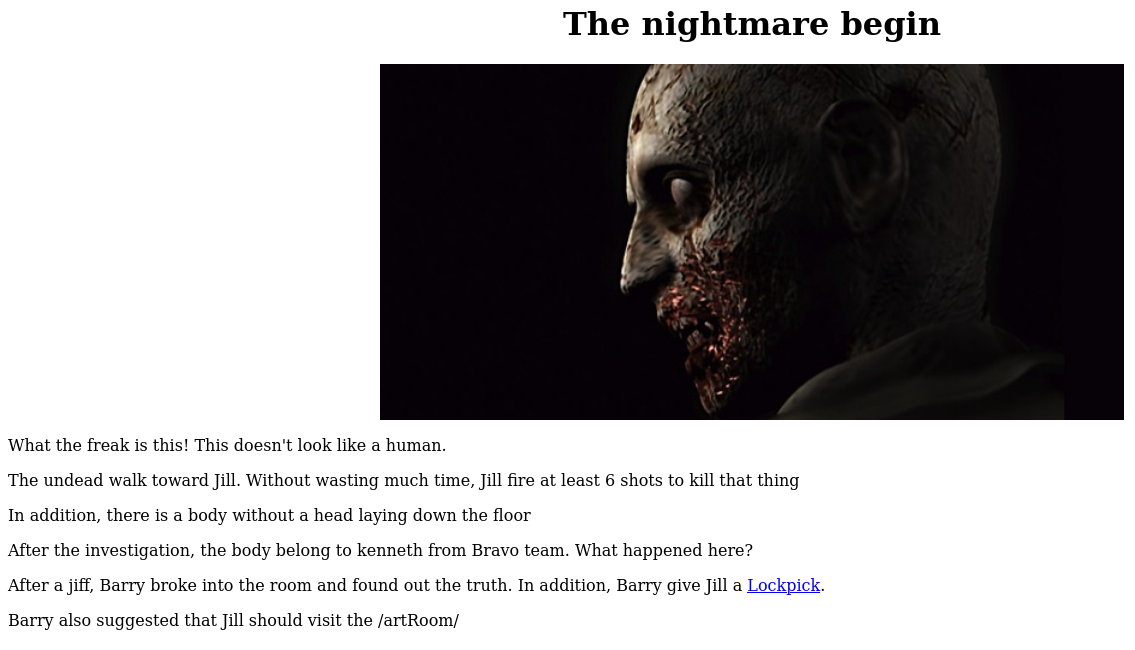 The nightmare begin
What the freak is this! This doesn't look like a human.
The undead walk toward Jill. Without wasting much time, Jill fire at least 6 shots to kill that thing
In addition, there is a body without a head laying down the floor
After the investigation, the body belong to kenneth from Bravo team. What happened here?
After a jiff, Barry broke into the room and found out the truth. In addition, Barry give Jill a Lockpick.
Barry also suggested that Jill should visit the /artRoom/